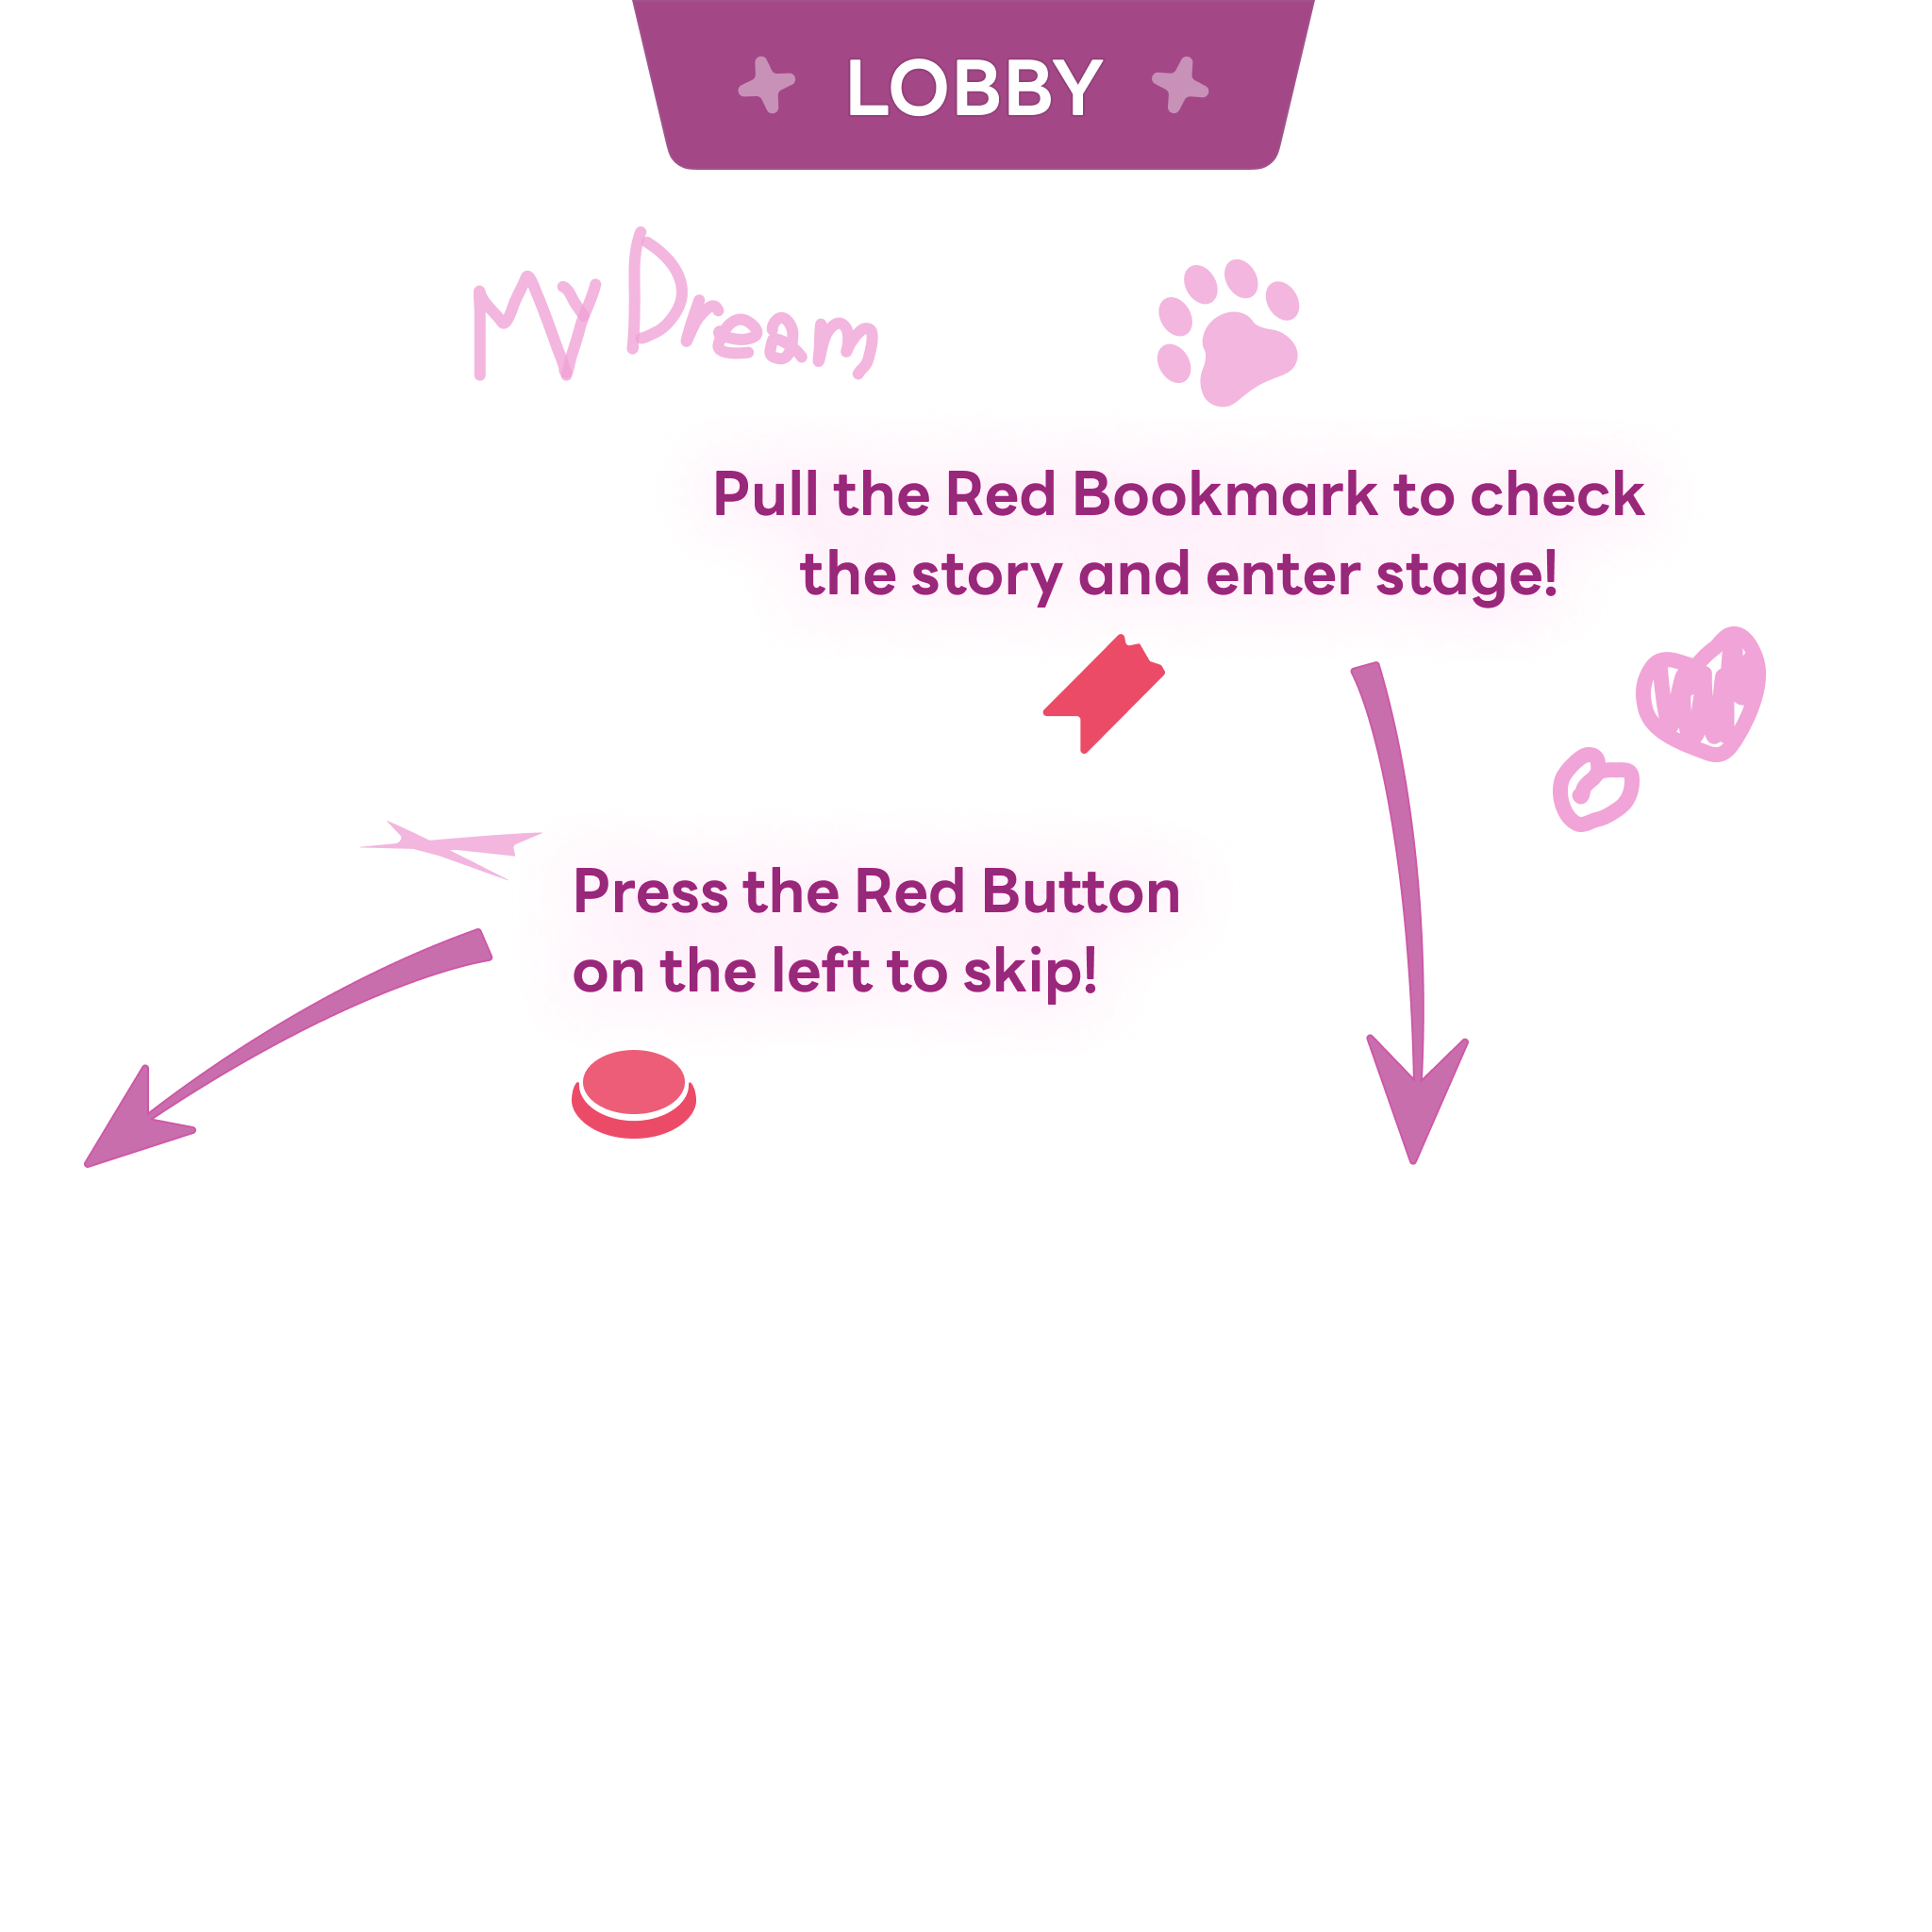 LOBBY
My Dream
Pull the Red Bookmark to check
the story and enter stage!
Press the Red Button
on the left to skip!